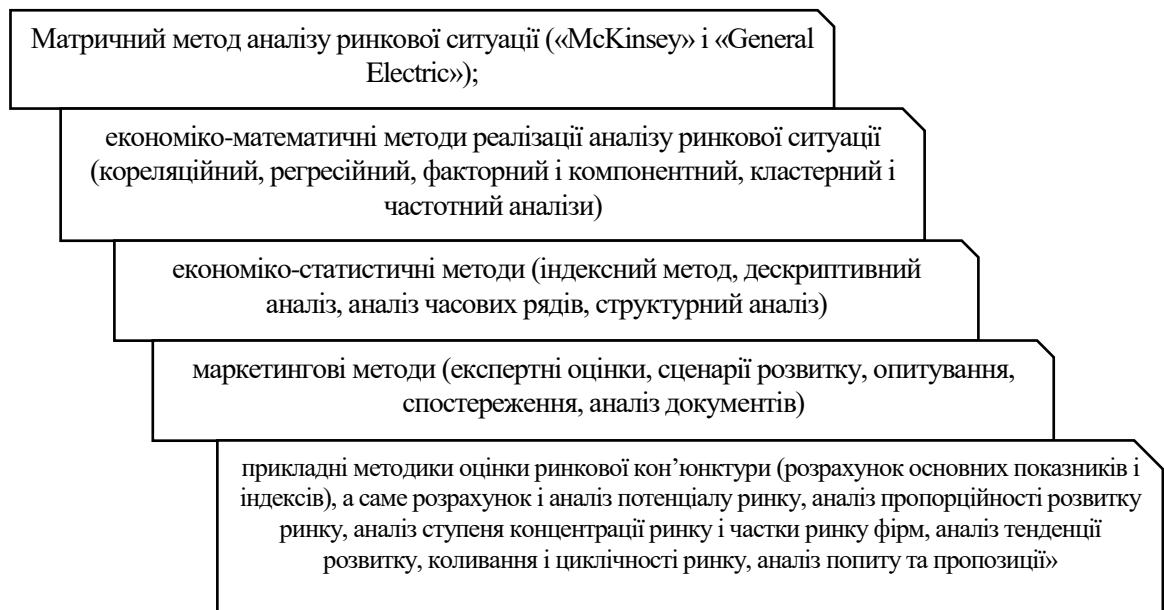 Матричний метод аналізу ринкової ситуації («McKinsey» і «General
Electric»);
економіко-математичні методи реалізації аналізу ринкової ситуації
(кореляційний, регресійний, факторний і компонентний, кластерний і
частотний аналізи)
економіко-статистичні методи (індексний метод, дескриптивний
аналіз, аналіз часових рядів, структурний аналіз)
маркетингові методи (експертні оцінки, сценарії розвитку, опитування,
спостереження, аналіз документів)
прикладні методики оцінки ринкової кон’юнктури (розрахунок основних показників і
індексів), а саме розрахунок і аналіз потенціалу ринку, аналіз пропорційності розвитку
ринку, аналіз ступеня концентрації ринку і частки ринку фірм, аналіз тенденції
розвитку, коливання і циклічності ринку, аналіз попиту та пропозиції»